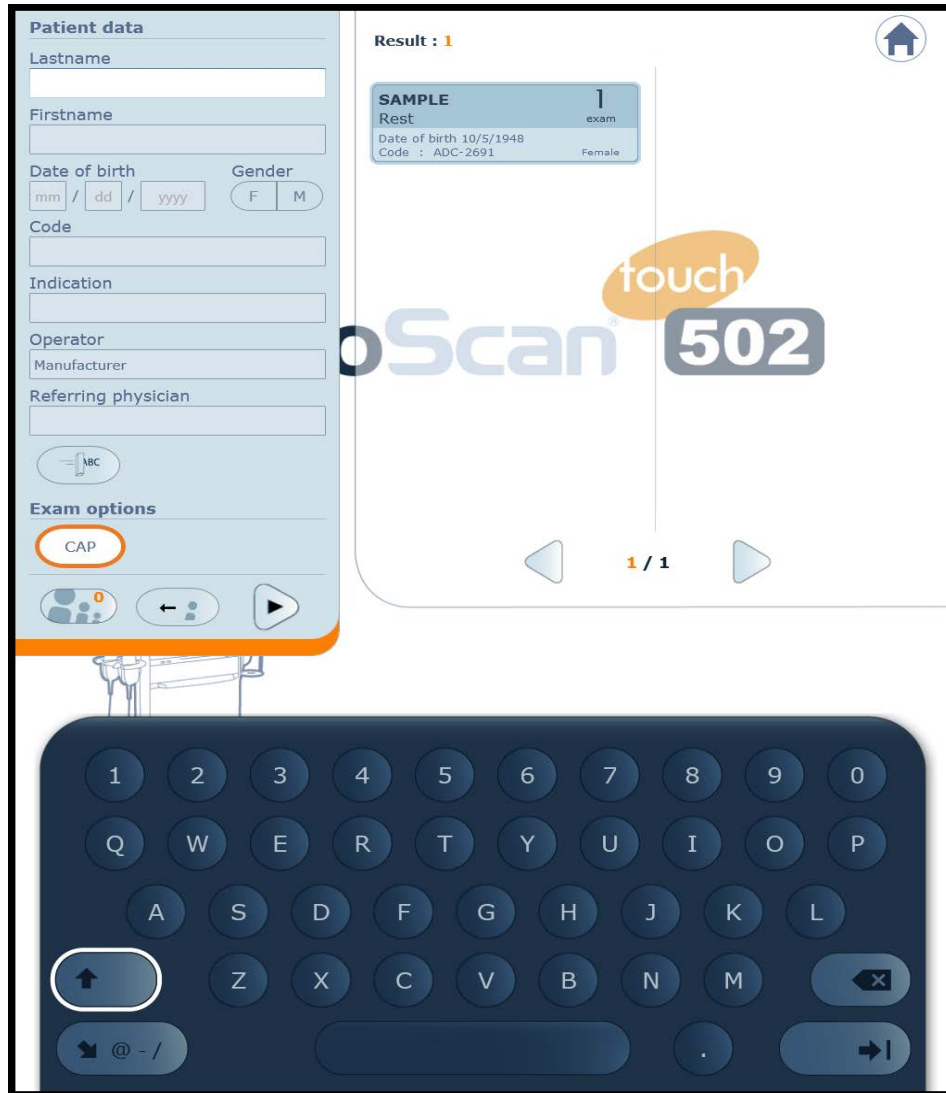 Patient data
Lastname
Firstname
Date of birth Gender
mm / dd / yyyy F M
Code
Indication
Operator
Manufacturer
Referring physician
ABC
Exam options
CAP
0
Result : 1
SAMPLE 1
Rest exam
Date of birth 10/5/1948
Code : ADC-2691 Female
touch
oScan® 502
1 / 1
1 2 3 4 5 6 7 8 9 0
Q W E R T Y U I O P
A S D F G H J K L
Z X C V B N M
@ - / .